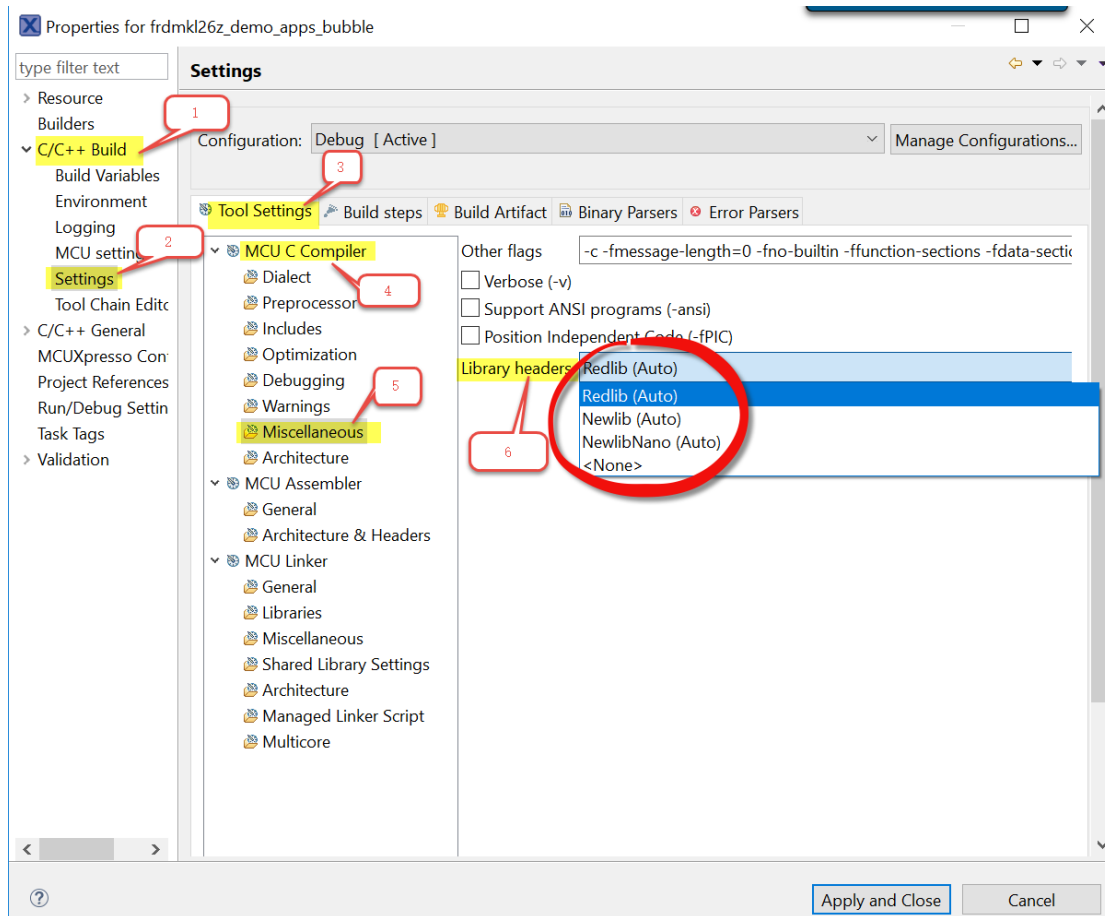 Properties for frdmkl26z_demo_apps_bubble
type filter text
Settings
Resource
Builders
C/C++ Build
Build Variables
Environment
Logging
MCU setting
Settings
Tool Chain Edito
C/C++ General
MCUXpresso Con
Project References
Run/Debug Settin
Task Tags
Validation
1
2
3
4
5
6
Configuration: Debug [ Active ] Manage Configurations...
Tool Settings Build steps Build Artifact Binary Parsers Error Parsers
MCU C Compiler
Dialect
Preprocessor
Includes
Optimization
Debugging
Warnings
Miscellaneous
Architecture
MCU Assembler
General
Architecture & Headers
MCU Linker
General
Libraries
Miscellaneous
Shared Library Settings
Architecture
Managed Linker Script
Multicore
Other flags -c -fmessage-length=0 -fno-builtin -ffunction-sections -fdata-sectio
Verbose (-v)
Support ANSI programs (-ansi)
Position Independent Code (-fPIC)
Library headers Redlib (Auto)
Redlib (Auto)
Newlib (Auto)
NewlibNano (Auto)
<None>
Apply and Close Cancel